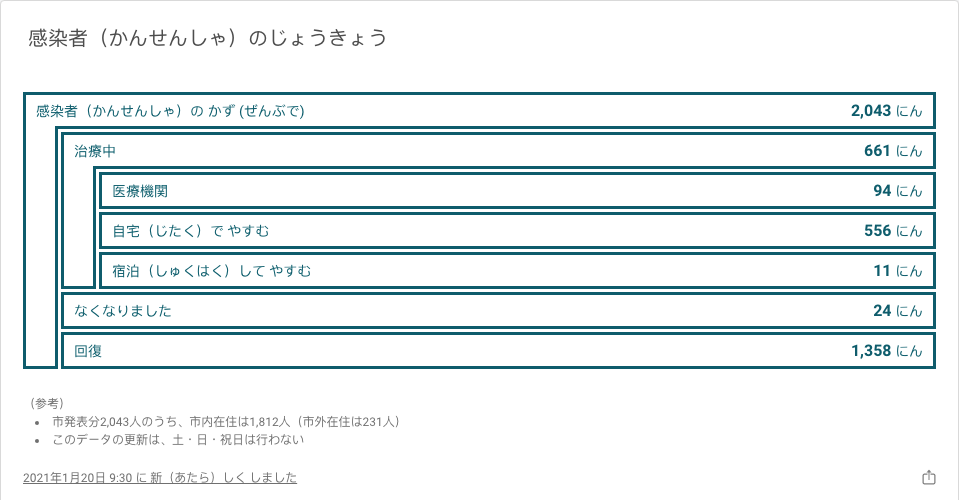 感染者（かんせんしゃ）のじょうきょう
感染者（かんせんしゃ）の かず (ぜんぶで) 2,043 にん
治療中 661 にん
医療機関 94 にん
自宅（じたく）で やすむ 556 にん
宿泊（しゅくはく）して やすむ 11 にん
なくなりました 24 にん
回復 1,358 にん
(参考)
• 市発表分2,043人のうち、市内在住は1,812人（市外在住は231人）
• このデータの更新は、土・日・祝日は行わない
2021年1月20日 9:30 に 新（あたら）しく しました